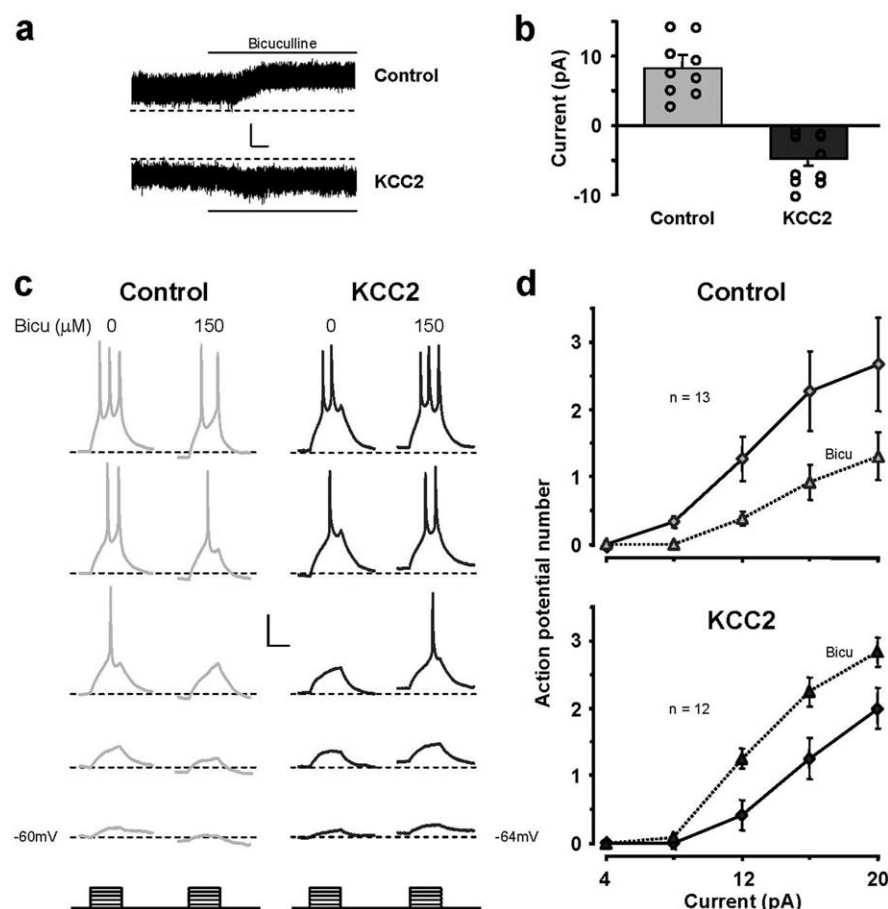 a
Bicuculline
Control
KCC2
b
Current (pA)
10
0
-10
Control
KCC2
c
Control
KCC2
Bicu (μM)
0
150
0
150
-60mV
-64mV
d
Control
n = 13
Bicu
3
2
1
0
Action potential number
KCC2
n = 12
Bicu
3
2
1
0
4
12
20
Current (pA)